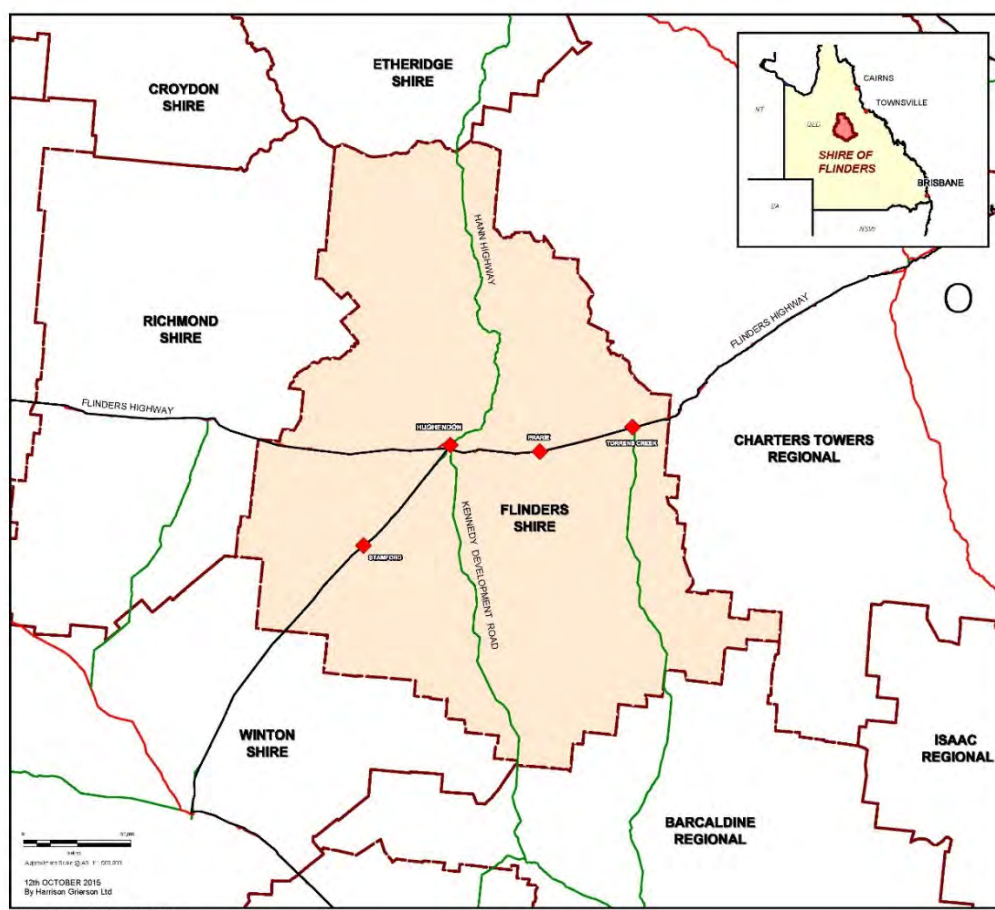 ETHERIDGE
SHIRE
CROYDON
SHIRE
CAIRNS
TOWNSVILLE
NT
QLD
SHIRE OF
FLINDERS
BRISBANE
SA
NSW
HANN HIGHWAY
RICHMOND
SHIRE
FLINDERS HIGHWAY
FLINDERS HIGHWAY
HUGHENDON
PRARIE
TORRENS CREEK
CHARTERS TOWERS
REGIONAL
FLINDERS
SHIRE
STAMFORD
KENNEDY DEVELOPMENT ROAD
WINTON
SHIRE
ISAAC
REGIONAL
BARCALDINE
REGIONAL
12th OCTOBER 2015
By Harrison Grierson Ltd